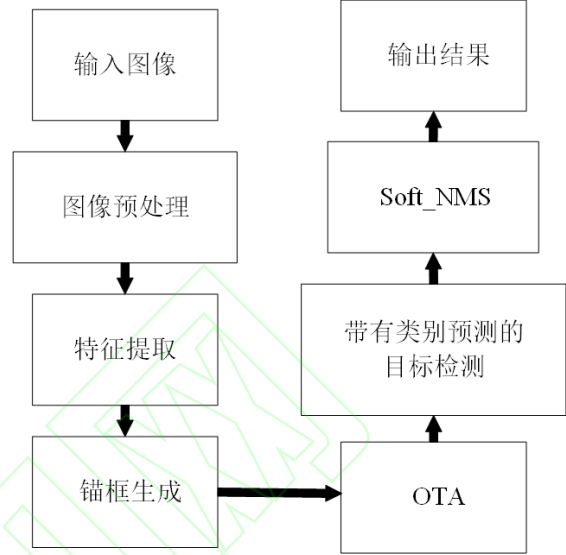 输入图像
图像预处理
特征提取
锚框生成
OTA
带有类别预测的
目标检测
Soft_NMS
输出结果